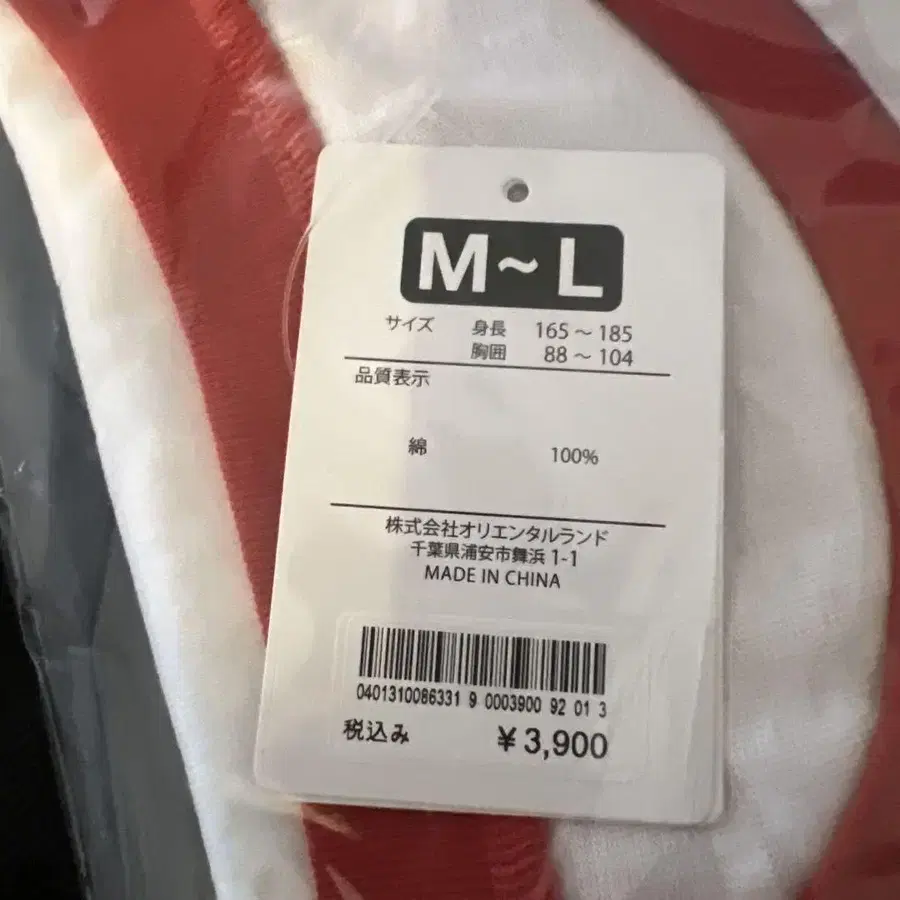 M~L
サイズ 身長 165～185
胸囲 88～104
品質表示
綿 100%
株式会社オリエンタルランド
千葉県浦安市舞浜 1-1
MADE IN CHINA
0401310086331 9 0003900 92 01 3
税込み ¥3,900